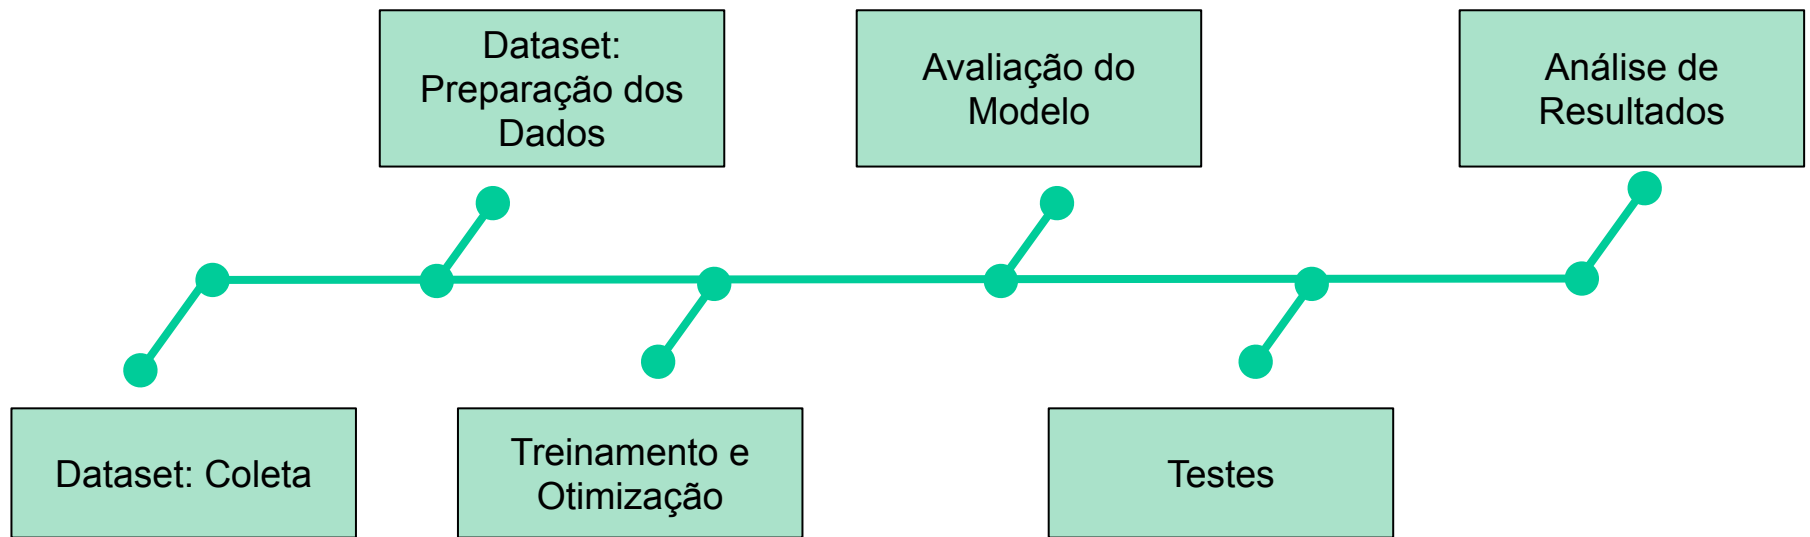 Dataset:
Preparação dos
Dados
Avaliação do
Modelo
Análise de
Resultados
Dataset: Coleta
Treinamento e
Otimização
Testes